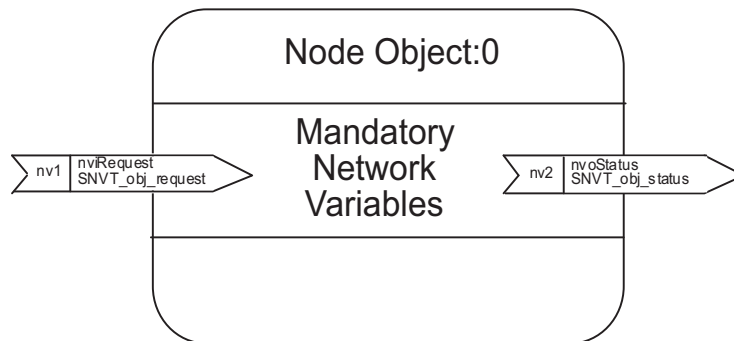 Node Object:0
Mandatory
Network
Variables
nv1
nviRequest
SNVT_obj_request
nv2
nvoStatus
SNVT_obj_status